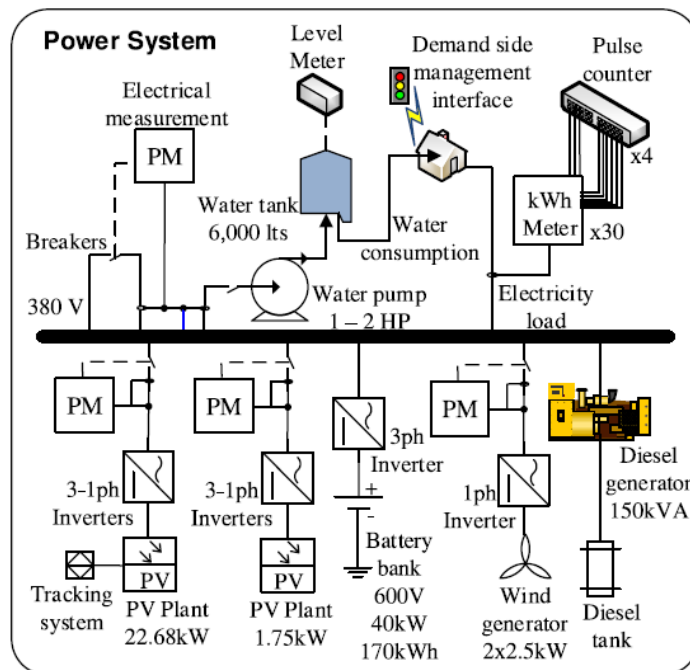 Power System
Level
Meter
Demand side
management
interface
Pulse
counter
x4
Electrical
measurement
PM
kWh
Meter
x30
Water tank
6,000 lts
Water
consumption
Breakers
380 V
Water pump
1 – 2 HP
Electricity
load
PM
PM
PM
3ph
Inverter
3-1ph
Inverters
3-1ph
Inverters
1ph
Inverter
Diesel
generator
150kVA
+
-
PV
PV
Tracking
system
PV Plant
22.68kW
PV Plant
1.75kW
Battery
bank
600V
40kW
170kWh
Wind
generator
2x2.5kW
Diesel
tank